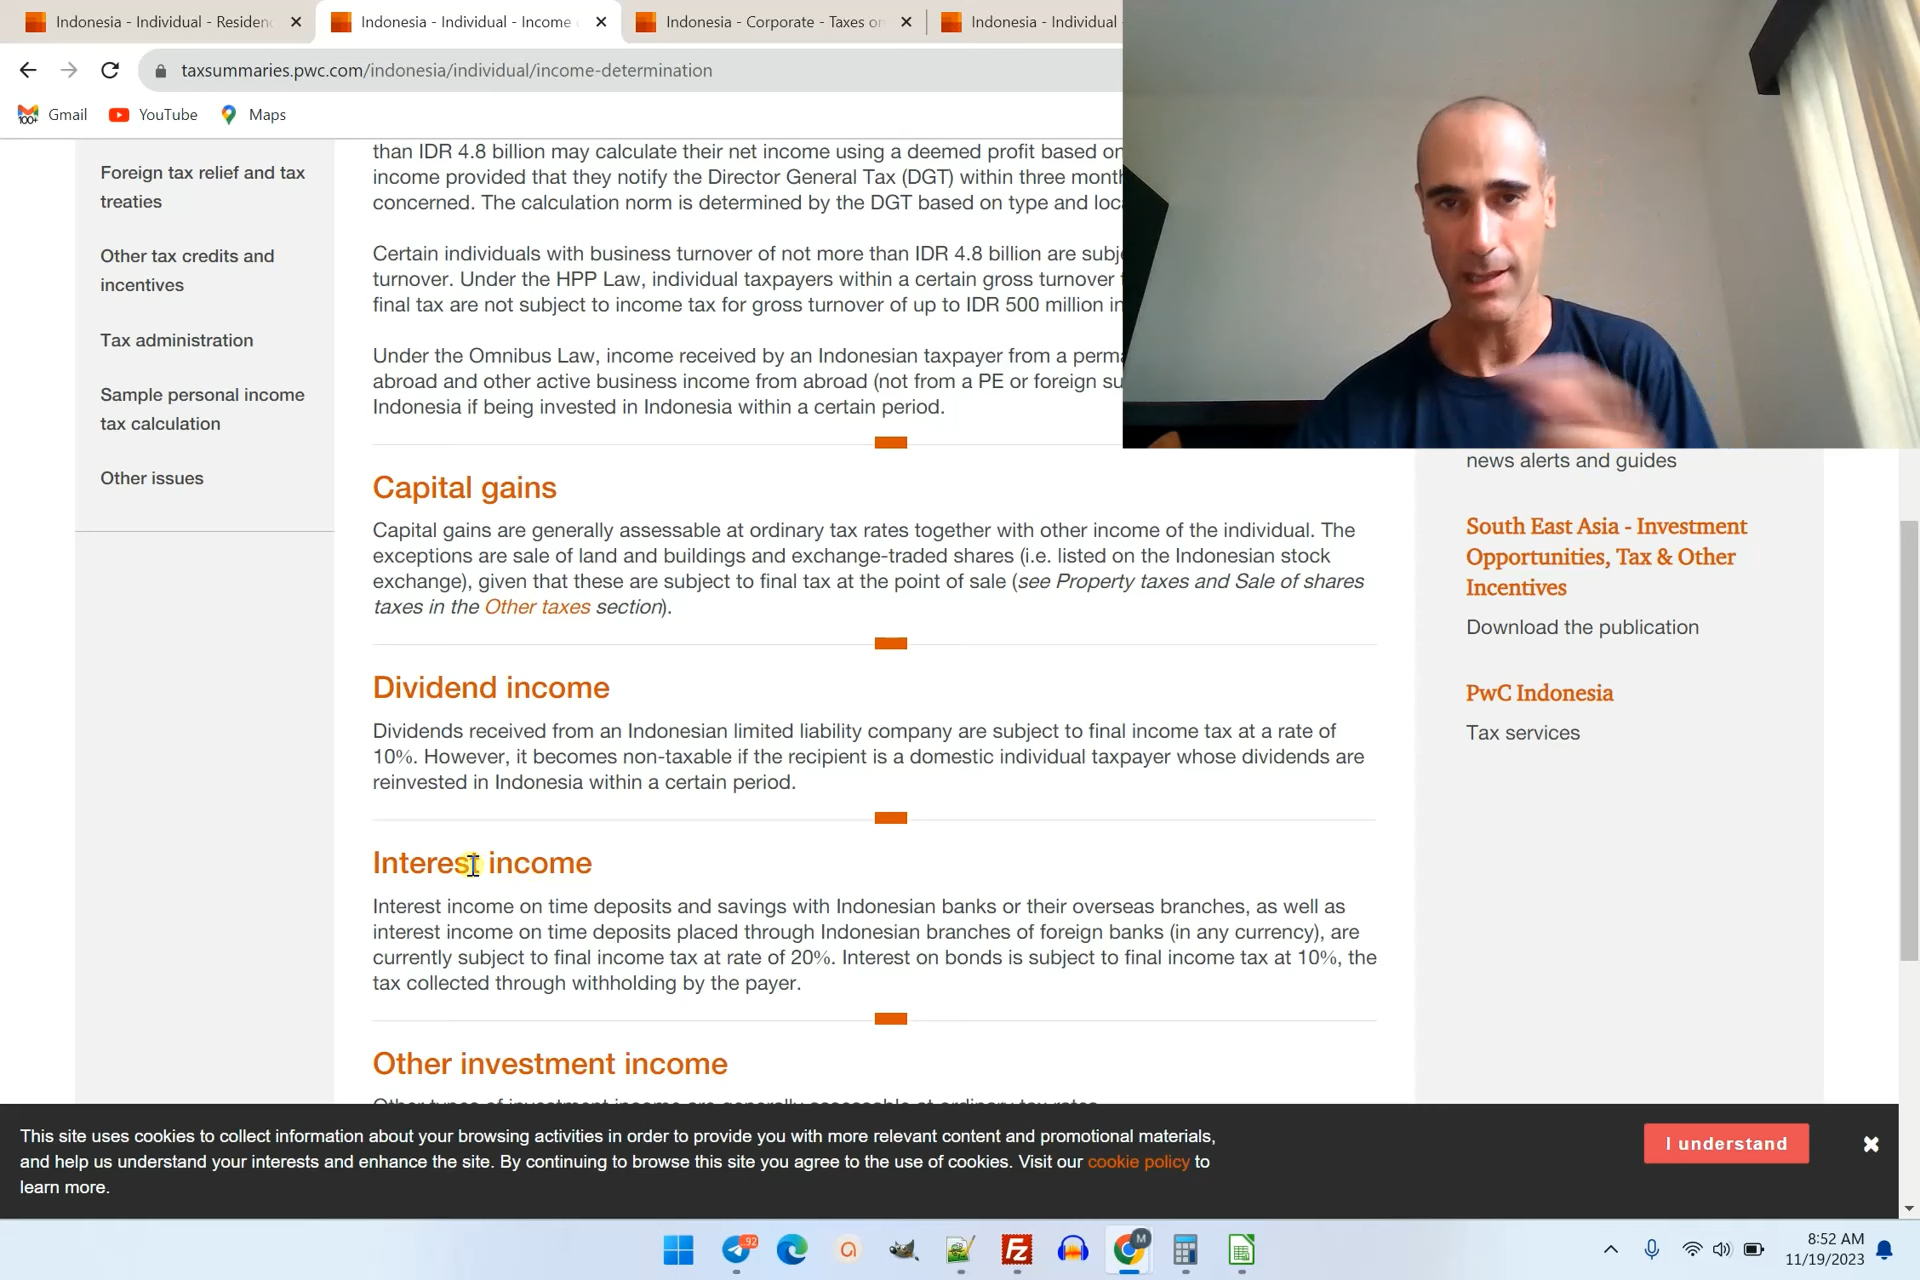 Indonesia - Individual - Residenc
Indonesia - Individual - Income
Indonesia - Corporate - Taxes on
Indonesia - Individual
taxsummaries.pwc.com/indonesia/individual/income-determination
100+
Gmail
YouTube
Maps
Foreign tax relief and tax
treaties
Other tax credits and
incentives
Tax administration
Sample personal income
tax calculation
Other issues
than IDR 4.8 billion may calculate their net income using a deemed profit based on
income provided that they notify the Director General Tax (DGT) within three month
concerned. The calculation norm is determined by the DGT based on type and loc
Certain individuals with business turnover of not more than IDR 4.8 billion are subje
turnover. Under the HPP Law, individual taxpayers within a certain gross turnover
final tax are not subject to income tax for gross turnover of up to IDR 500 million in
Under the Omnibus Law, income received by an Indonesian taxpayer from a perma
abroad and other active business income from abroad (not from a PE or foreign su
Indonesia if being invested in Indonesia within a certain period.
Capital gains
Capital gains are generally assessable at ordinary tax rates together with other income of the individual. The
exceptions are sale of land and buildings and exchange-traded shares (i.e. listed on the Indonesian stock
exchange), given that these are subject to final tax at the point of sale (see Property taxes and Sale of shares
taxes in the Other taxes section).
Dividend income
Dividends received from an Indonesian limited liability company are subject to final income tax at a rate of
10%. However, it becomes non-taxable if the recipient is a domestic individual taxpayer whose dividends are
reinvested in Indonesia within a certain period.
Interest income
Interest income on time deposits and savings with Indonesian banks or their overseas branches, as well as
interest income on time deposits placed through Indonesian branches of foreign banks (in any currency), are
currently subject to final income tax at rate of 20%. Interest on bonds is subject to final income tax at 10%, the
tax collected through withholding by the payer.
Other investment income
Other types of investment income are generally assessable at ordinary tax rates
news alerts and guides
South East Asia - Investment
Opportunities, Tax & Other
Incentives
Download the publication
PwC Indonesia
Tax services
This site uses cookies to collect information about your browsing activities in order to provide you with more relevant content and promotional materials,
and help us understand your interests and enhance the site. By continuing to browse this site you agree to the use of cookies. Visit our cookie policy to
learn more.
I understand
92
M
8:52 AM
11/19/2023